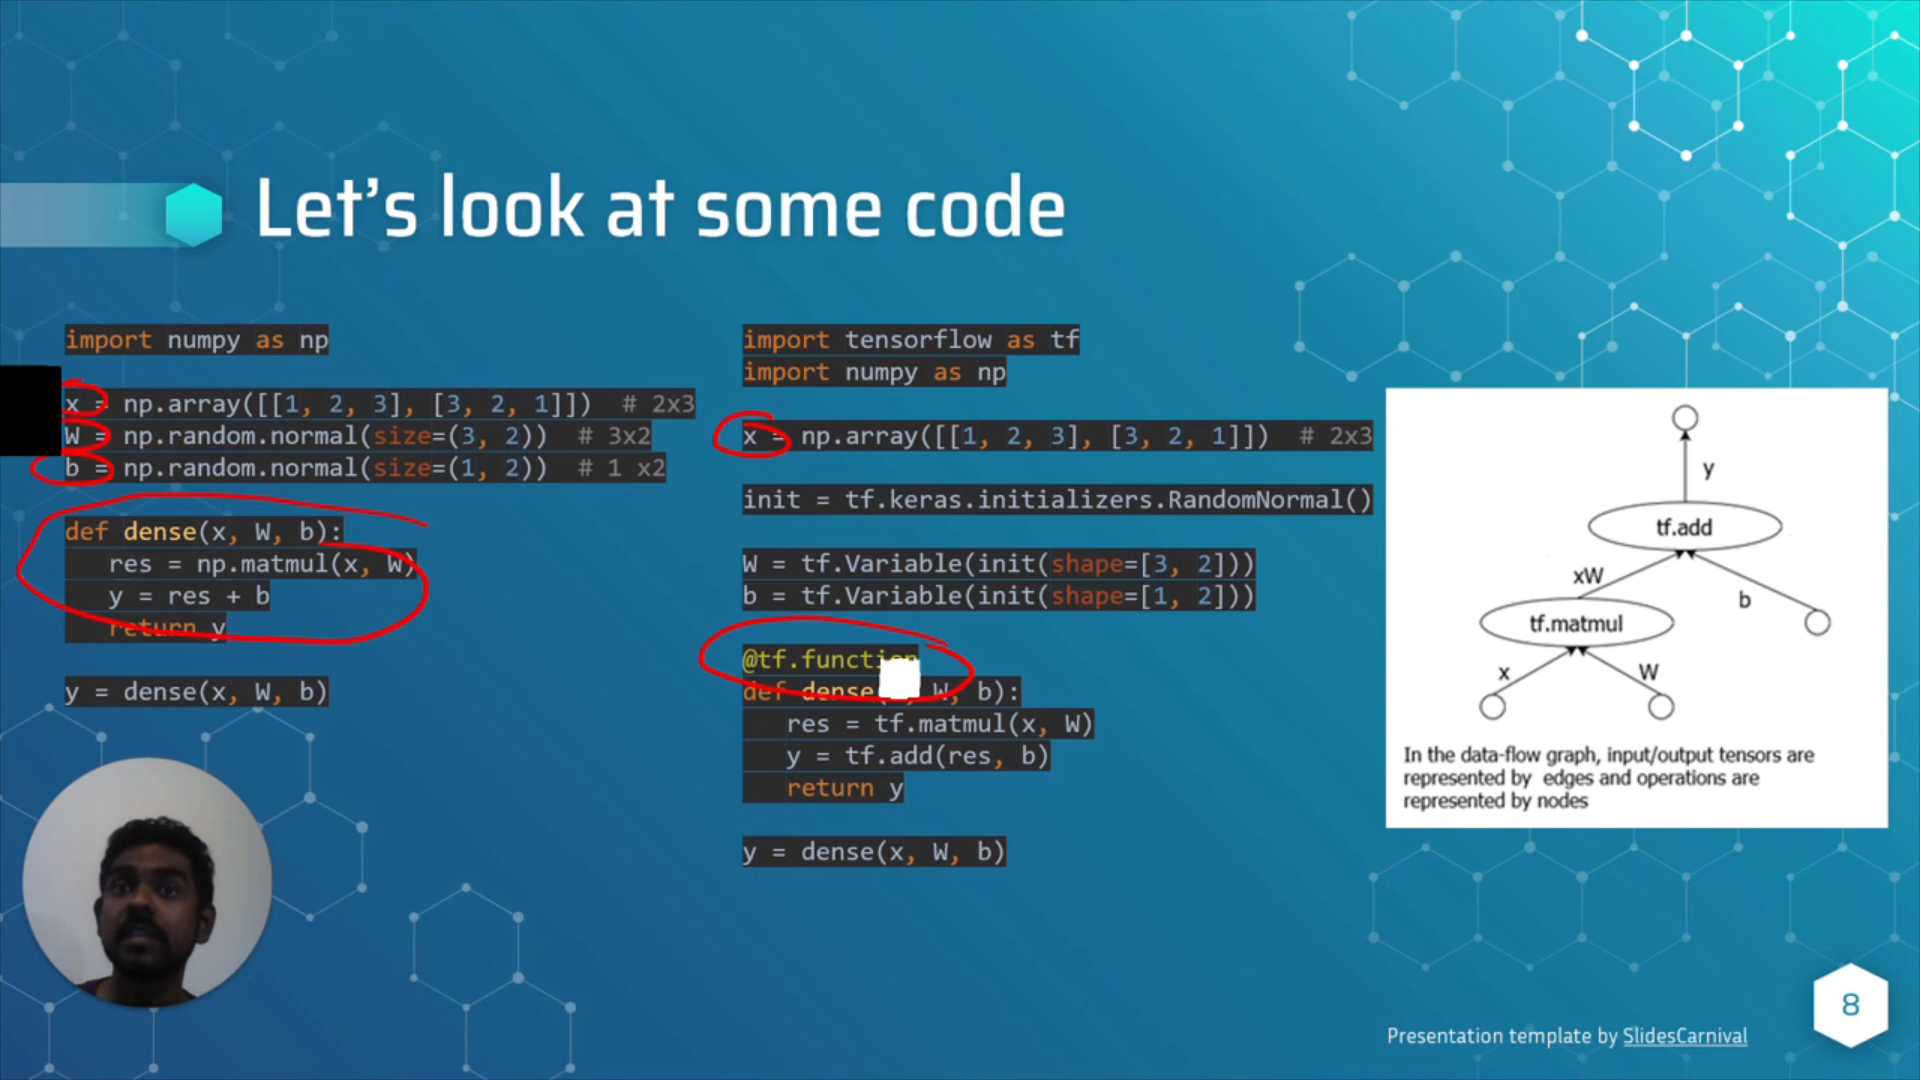 Let's look at some code
import numpy as np
x = np.array([[1, 2, 3], [3, 2, 1]]) # 2x3
W = np.random.normal(size=(3, 2)) # 3x2
b = np.random.normal(size=(1, 2)) # 1 x2
def dense(x, W, b):
res = np.matmul(x, W)
y = res + b
return y
y = dense(x, W, b)
import tensorflow as tf
import numpy as np
x = np.array([[1, 2, 3], [3, 2, 1]]) # 2x3
init = tf.keras.initializers.RandomNormal()
W = tf.Variable(init(shape=[3, 2]))
b = tf.Variable(init(shape=[1, 2]))
@tf.function
def dense( W, b):
res = tf.matmul(x, W)
y = tf.add(res, b)
return y
y = dense(x, W, b)
y
tf.add
xW
b
tf.matmul
x
W
In the data-flow graph, input/output tensors are
represented by edges and operations are
represented by nodes
8
Presentation template by SlidesCarnival